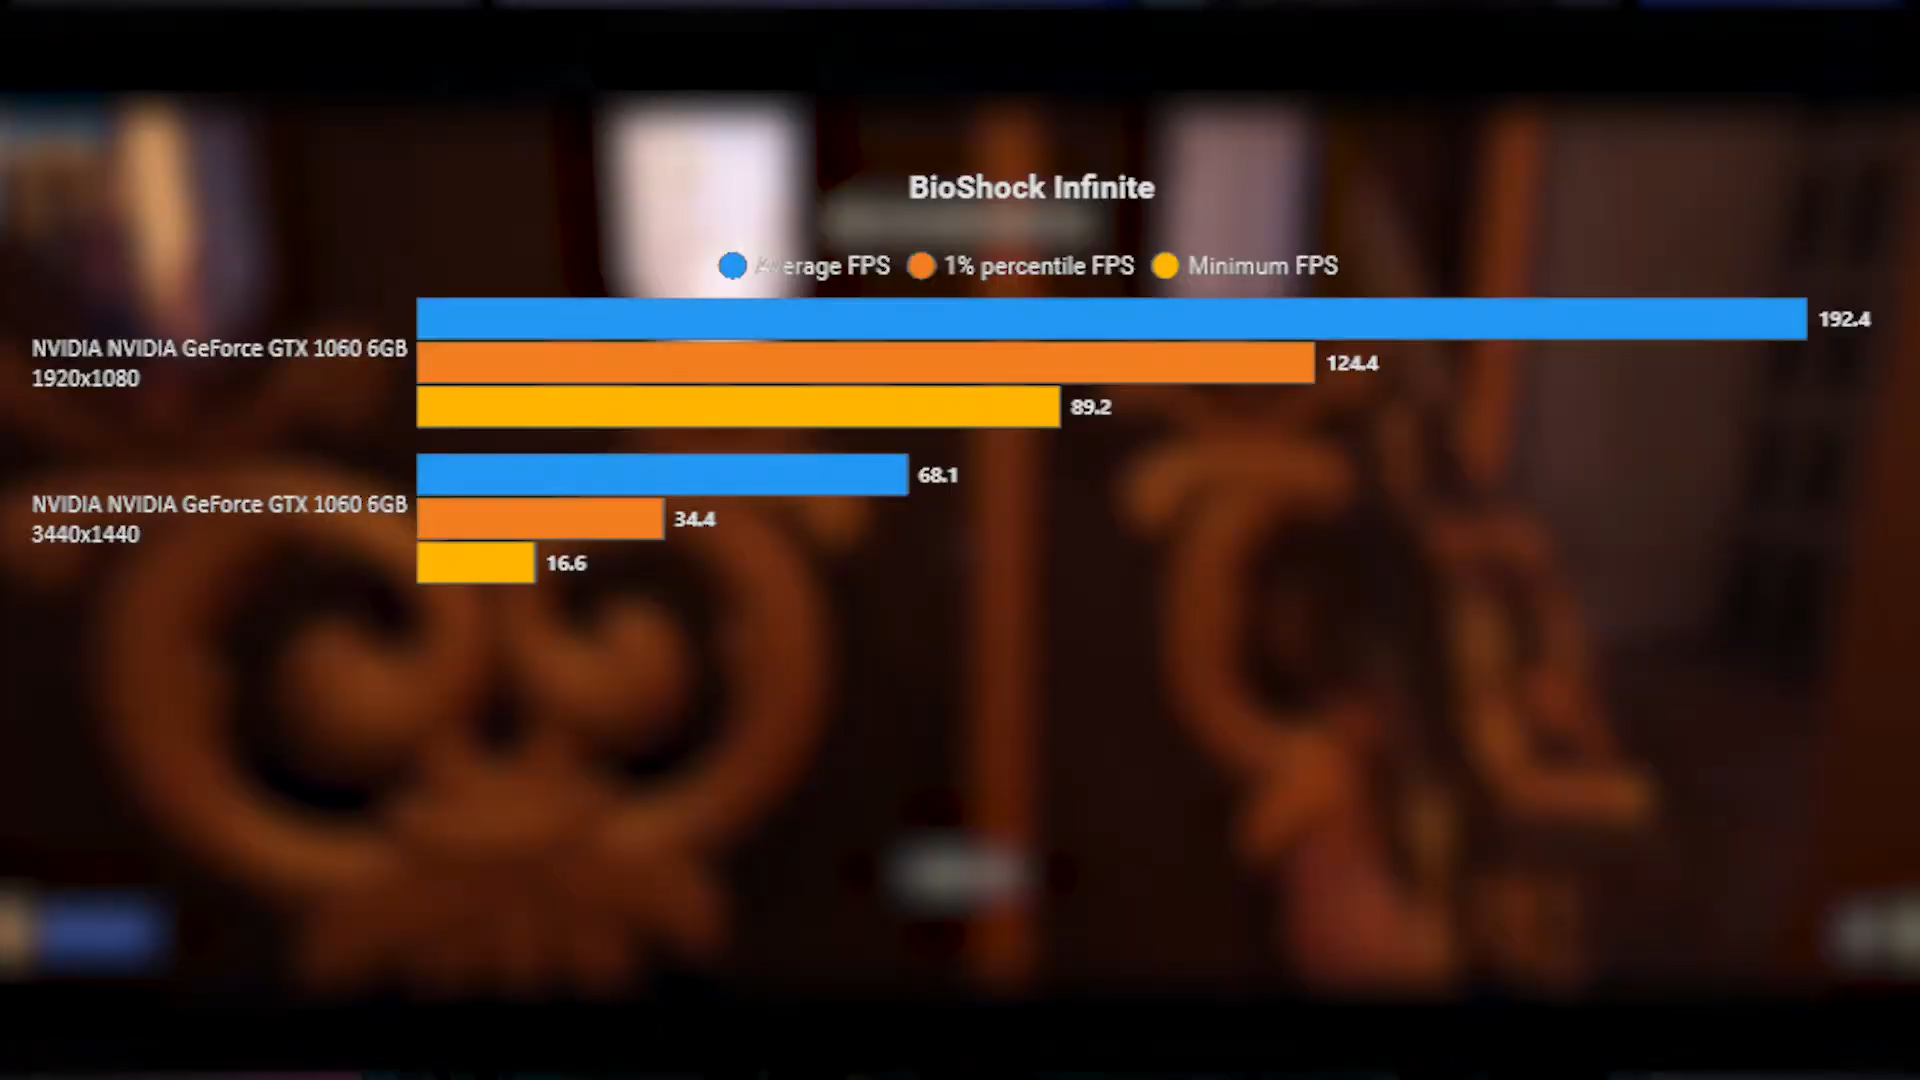 BioShock Infinite
Average FPS 1% percentile FPS Minimum FPS
192.4
NVIDIA NVIDIA GeForce GTX 1060 6GB
1920x1080
124.4
89.2
68.1
NVIDIA NVIDIA GeForce GTX 1060 6GB
3440x1440
34.4
16.6